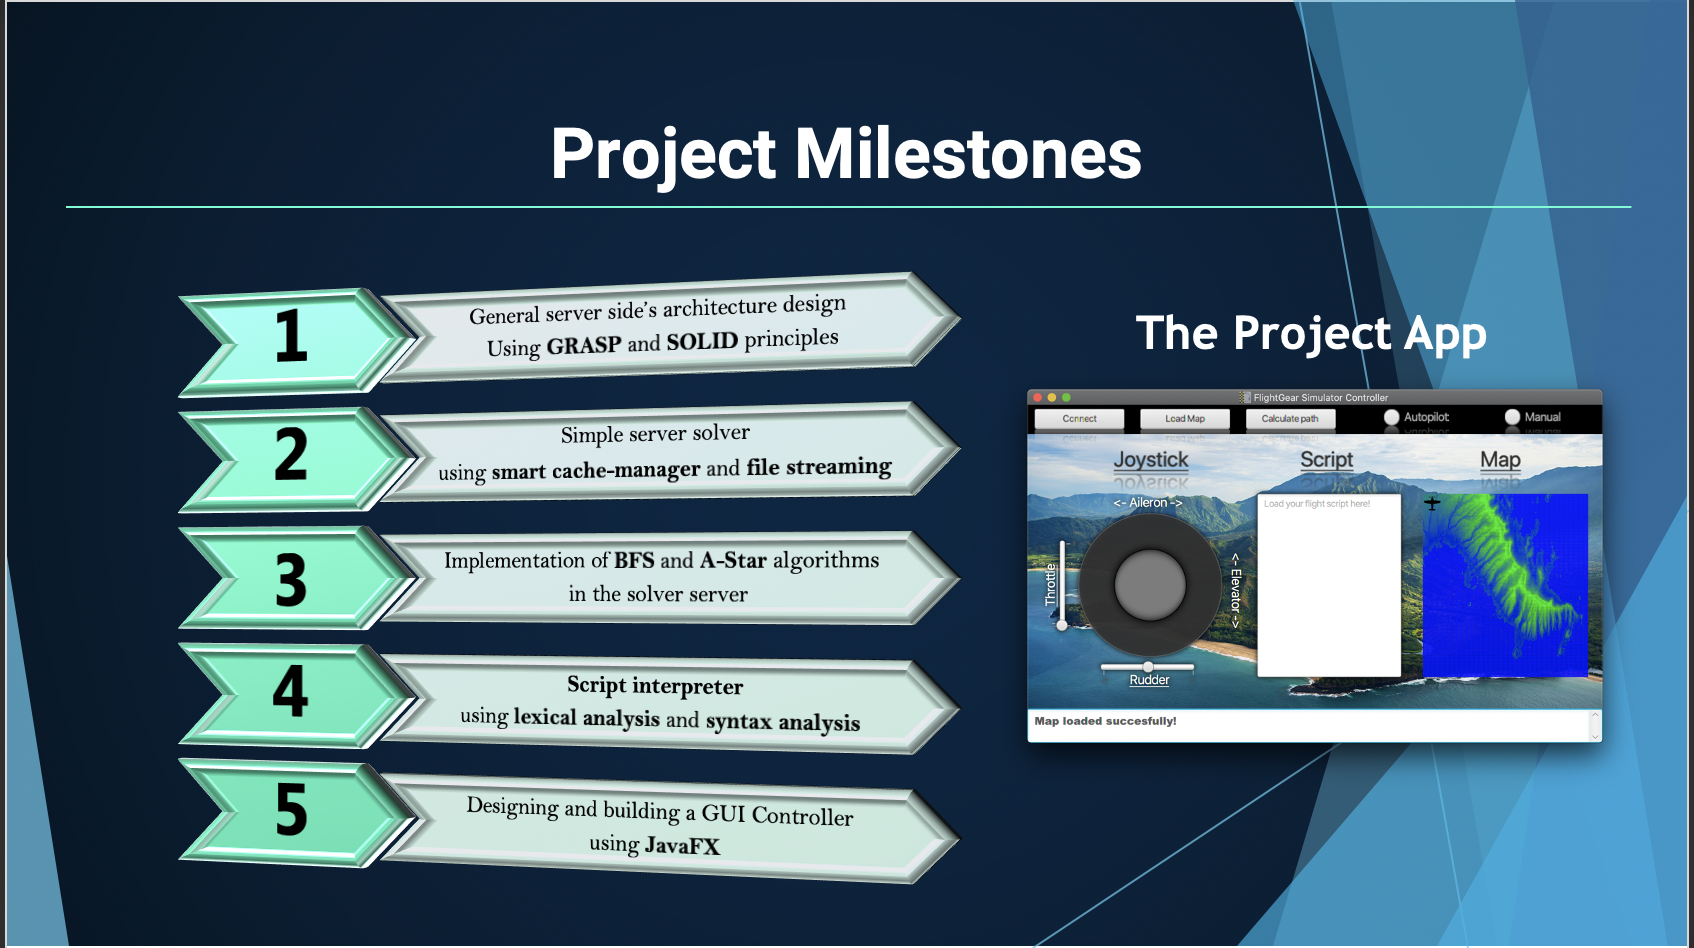 Project Milestones
1
General server side's architecture design
Using GRASP and SOLID principles
2
Simple server solver
using smart cache-manager and file streaming
3
Implementation of BFS and A-Star algorithms
in the solver server
4
Script interpreter
using lexical analysis and syntax analysis
5
Designing and building a GUI Controller
using JavaFX
The Project App
FlightGear Simulator Controller
Connect
Load Map
Calculate path
Autopilot
Manual
Joystick
Script
Map
<- Aileron ->
Load your flight script here!
Throttle
<- Elevator ->
Rudder
Map loaded succesfully!